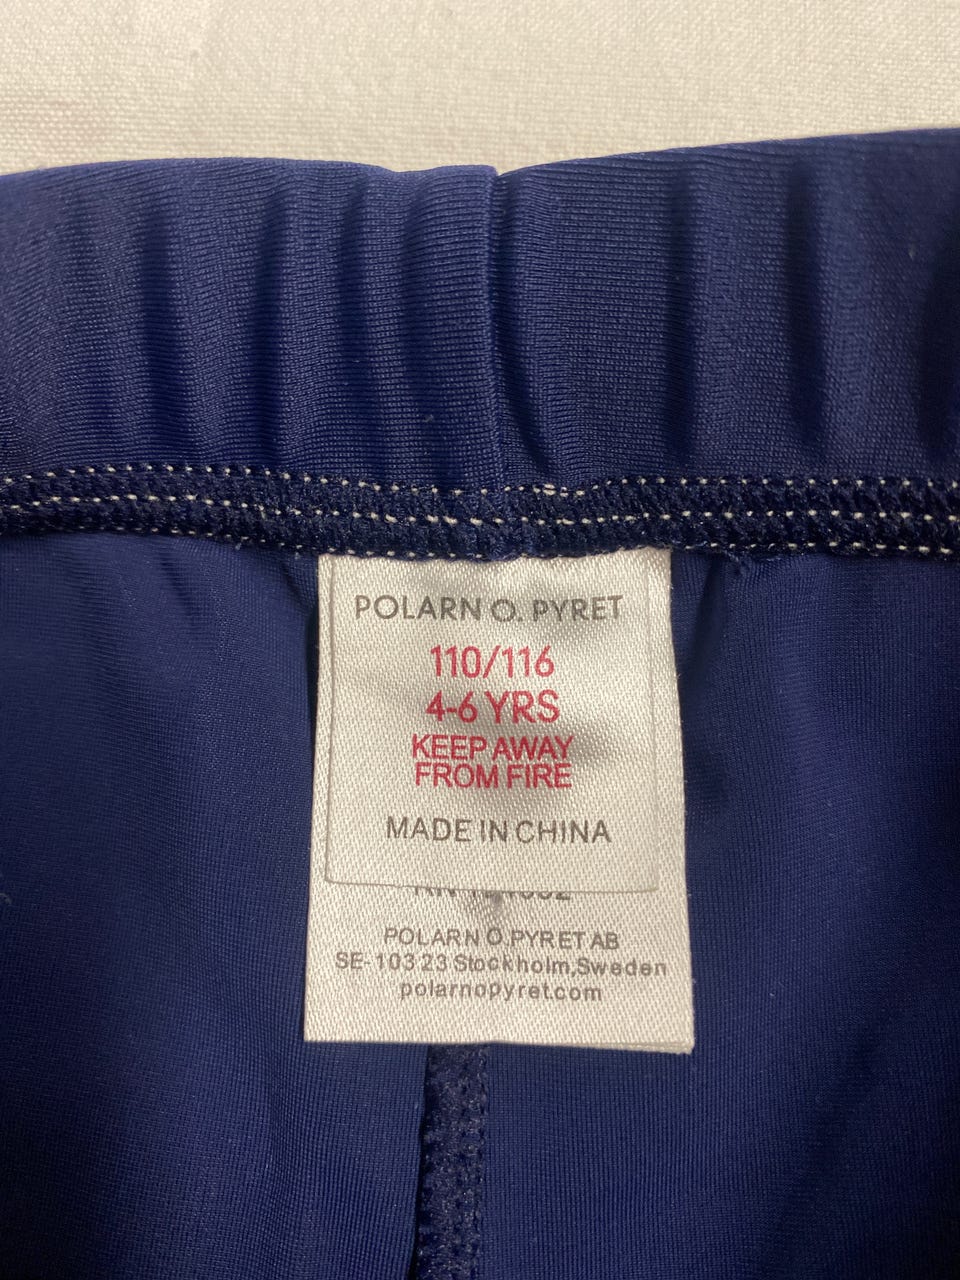 POLARN O. PYRET
110/116
4-6 YRS
KEEP AWAY
FROM FIRE
MADE IN CHINA
POLARN O.PYRET AB
SE-103 23 Stockholm,Sweden
polarnopyret.com